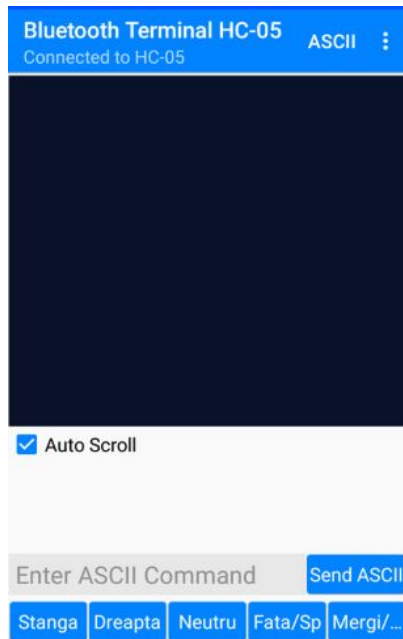 Bluetooth Terminal HC-05
ASCII
Connected to HC-05
Auto Scroll
Enter ASCII Command
Send ASCII
Stanga
Dreapta
Neutru
Fata/Sp
Mergi/...